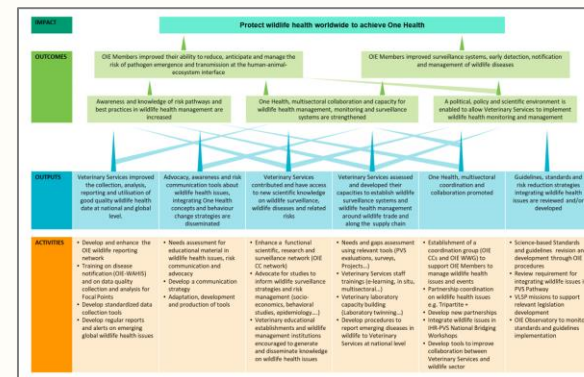 IMPACT
Protect wildlife health worldwide to achieve One Health
OUTCOMES
OIE Members improved their ability to reduce, anticipate and manage the
risk of pathogen emergence and transmission at the human-animal-
ecosystem interface
OIE Members improved surveillance systems, early detection, notification
and management of wildlife diseases
Awareness and knowledge of risk pathways and
best practices in wildlife health management are
increased
One Health, multisectoral collaboration and capacity for
wildlife health management, monitoring and surveillance
systems are strengthened
A political, policy and scientific environment is
enabled to allow Veterinary Services to implement
wildlife health monitoring and management
OUTPUTS
Veterinary Services improved
the collection, analysis,
reporting and utilisation of
good quality wildlife health
date at national and global
level.
Advocacy, awareness and risk
communication tools about
wildlife health issues,
integrating One Health
concepts and behaviour
change strategies are
disseminated
Veterinary Services
contributed and have access
to new scientific knowledge
on wildlife surveillance,
wildlife diseases and related
risks
Veterinary Services assessed
and developed their
capacities to establish wildlife
surveillance systems and
wildlife health management
around wildlife trade and
along the supply chain
One Health, multisectoral
coordination and
collaboration promoted
Guidelines, standards and
risk reduction strategies
integrating wildlife health
issues are reviewed and/or
developed
ACTIVITIES
• Develop and enhance the
OIE wildlife reporting
network
• Training on disease
notification (OIE-WAHIS)
and on data quality
collection and analysis for
Focal Points
• Develop standardized data
collection tools
• Develop regular reports
and alerts on emerging
global wildlife health issues
• Needs assessment for
educational material in
wildlife health issues, risk
communication and
advocacy
• Develop a communication
strategy
• Adaptation, development
and production of tools
• Enhance a functional
scientific, research and
surveillance network (OIE
CC network)
• Advocate for studies to
inform wildlife surveillance
strategies and risk
management (socio-
economics, behavioral
studies, epidemiology....)
• Veterinary educational
establishments and wildlife
management institutions
encouraged to generate
and disseminate knowledge
on wildlife health issues
• Needs and gaps assessment
using relevant tools (PVS
evaluations, surveys,
Projects...)
• Veterinary Services staff
trainings (e-learning, in situ,
multisectoral...)
• Veterinary laboratory
capacity building
(Laboratory twinning...)
• Develop procedures to
report emerging diseases in
wildlife to Veterinary
Services at national level
• Establishment of a
coordination group (OIE
CCs and OIE WWG) to
support OIE Members to
manage wildlife health
issues and events
• Partnership coordination
on wildlife health issues
e.g. Tripartite +
• Develop new partnerships
• Integrate wildlife issues in
IHR-PVS National Bridging
Workshops
• Develop tools to improve
collaboration between
Veterinary Services and
wildlife sector
• Science-based Standards
and guidelines revision and
development through OIE
procedures
• Review requirement for
integrating wildlife issues in
PVS Pathway
• VLSP missions to support
relevant legislation
development
• OIE Observatory to monitor
standards and guidelines
implementation